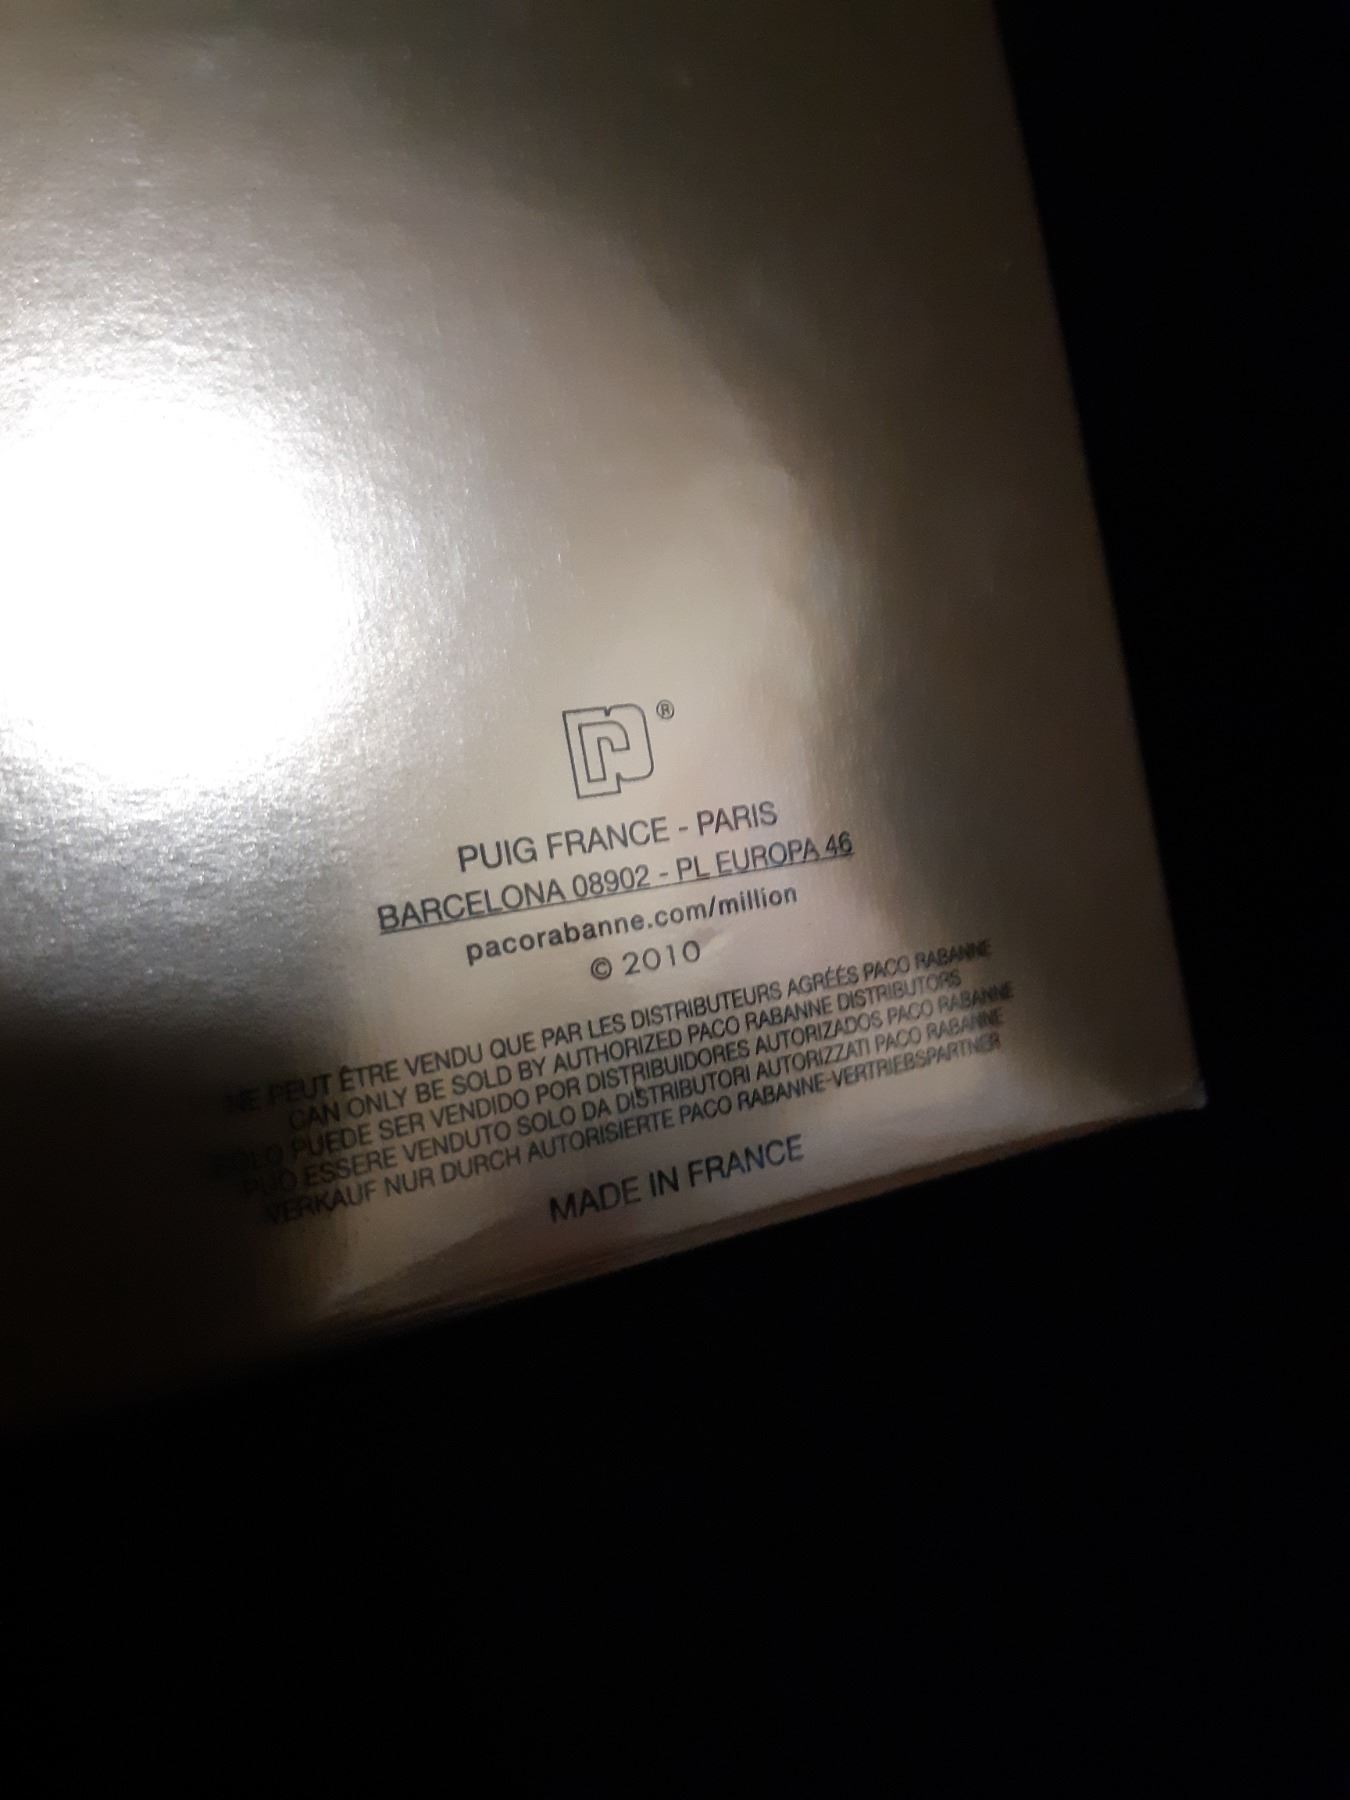 ®
PUIG FRANCE - PARIS
BARCELONA 08902 - PL EUROPA 46
pacorabanne.com/million
© 2010
NE PEUT ÊTRE VENDU QUE PAR LES DISTRIBUTEURS AGRÉÉS PACO RABANNE
CAN ONLY BE SOLD BY AUTHORIZED PACO RABANNE DISTRIBUTORS
SOLO PUEDE SER VENDIDO POR DISTRIBUIDORES AUTORIZADOS PACO RABANNE
PUO ESSERE VENDUTO SOLO DA DISTRIBUTORI AUTORIZZATI PACO RABANNE
VERKAUF NUR DURCH AUTORISIERTE PACO RABANNE-VERTRIEBSPARTNER
MADE IN FRANCE